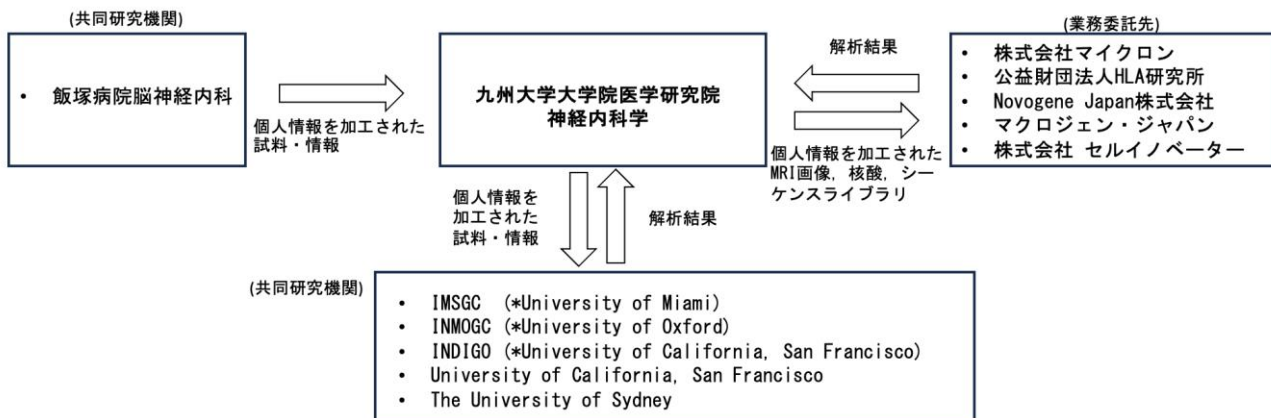 (共同研究機関)
• 飯塚病院脳神経内科
個人情報を加工された
試料・情報
九州大学大学院医学研究院
神経内科学
(業務委託先)
解析結果
• 株式会社マイクロン
• 公益財団法人HLA研究所
• Novogene Japan株式会社
• マクロジェン・ジャパン
• 株式会社 セルイノベーター
個人情報を加工された
MRI画像, 核酸, シー
ケンスライブラリ
個人情報を
加工された
試料・情報
解析結果
(共同研究機関)
• IMSGC (*University of Miami)
• INMOGC (*University of Oxford)
• INDIGO (*University of California, San Francisco)
• University of California, San Francisco
• The University of Sydney